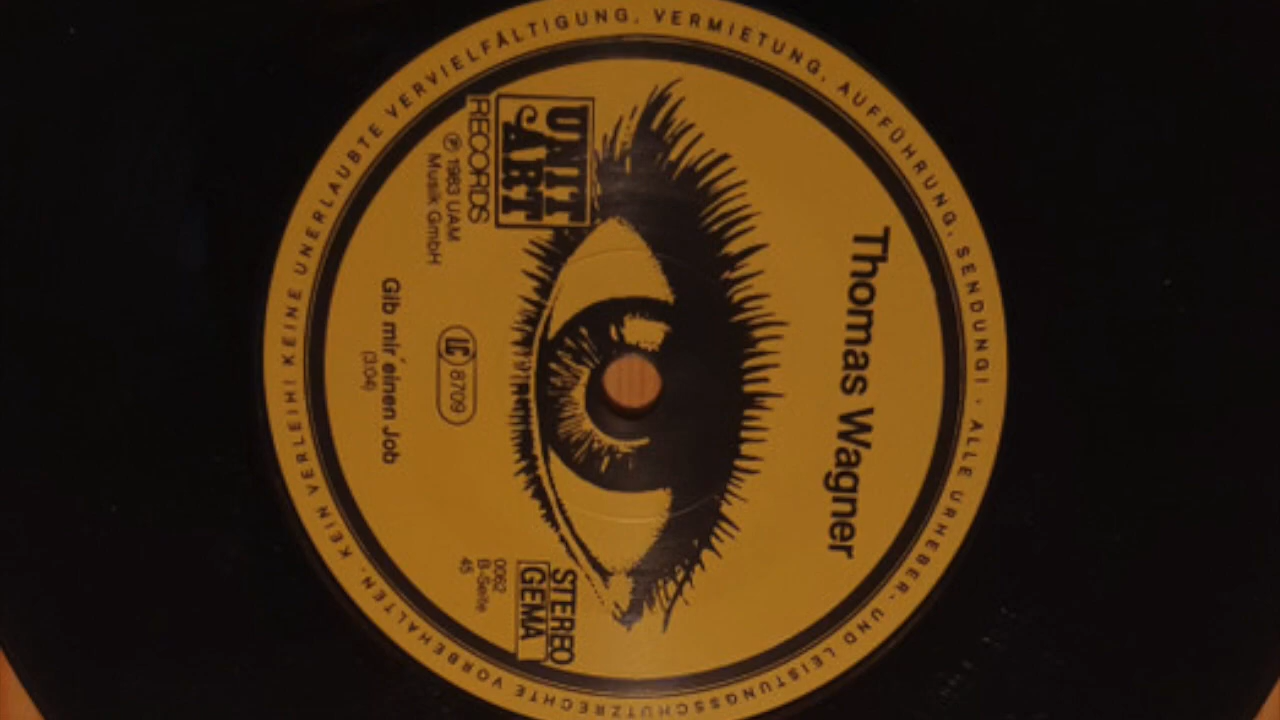 KEINE UNERLAUBTE VERVIELFÄLTIGUNG, VERMIETUNG, AUFFÜHRUNG, SENDUNG! · ALLE URHEBER- UND LEISTUNGSSCHUTZRECHTE VORBEHALTEN · KEIN VERLEIH!
Thomas Wagner
UNIT
ART
RECORDS
℗ 1983 UAM
Musik GmbH
STEREO
GEMA
0062
B-Seite
45
LC 8709
Gib mir´einen Job
(3:04)